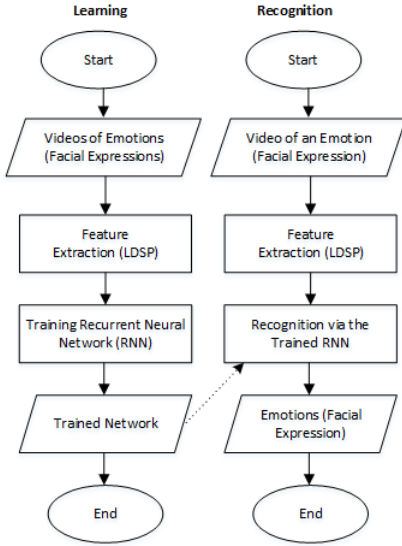 Learning
Start
Videos of Emotions
(Facial Expressions)
Feature
Extraction (LDSP)
Training Recurrent Neural
Network (RNN)
Trained Network
End
Recognition
Start
Video of an Emotion
(Facial Expression)
Feature
Extraction (LDSP)
Recognition via the
Trained RNN
Emotions (Facial
Expression)
End